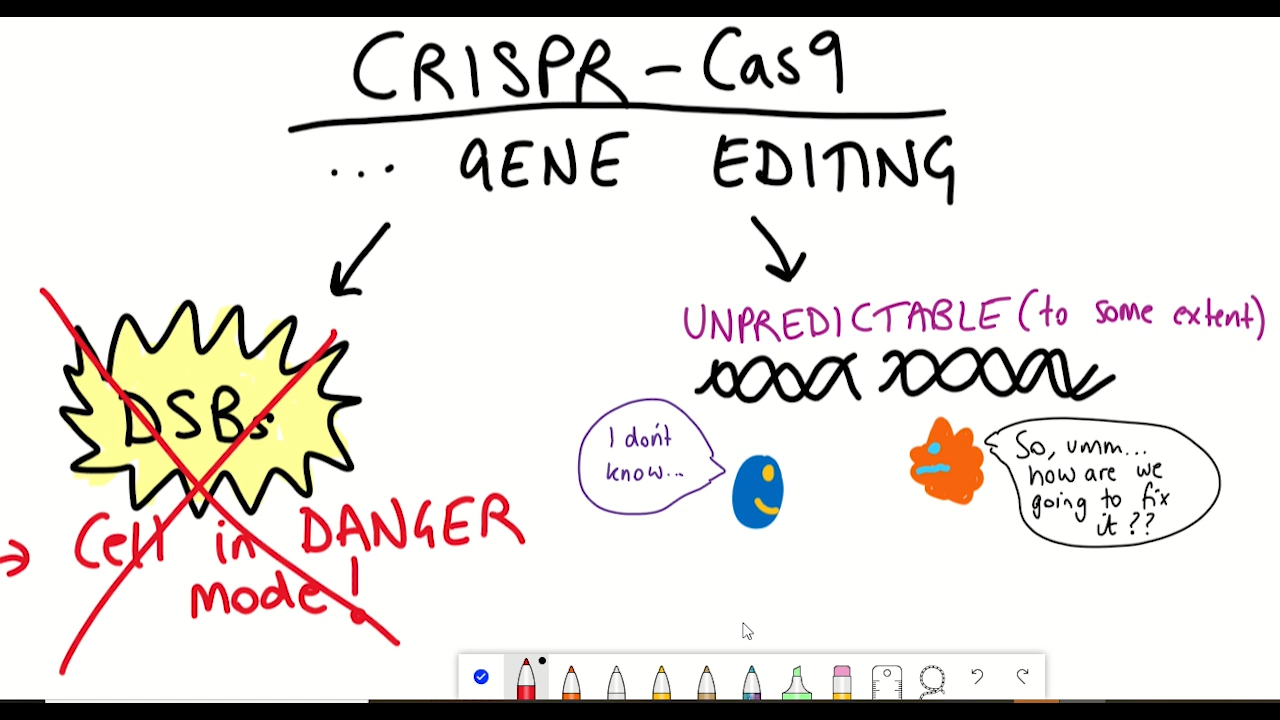 CRISPR - Cas9
... GENE EDITING
UNPREDICTABLE (to some extent)
DSBs
→ Cell in DANGER
mode!
I don't
know...
So, umm...
how are we
going to fix
it??